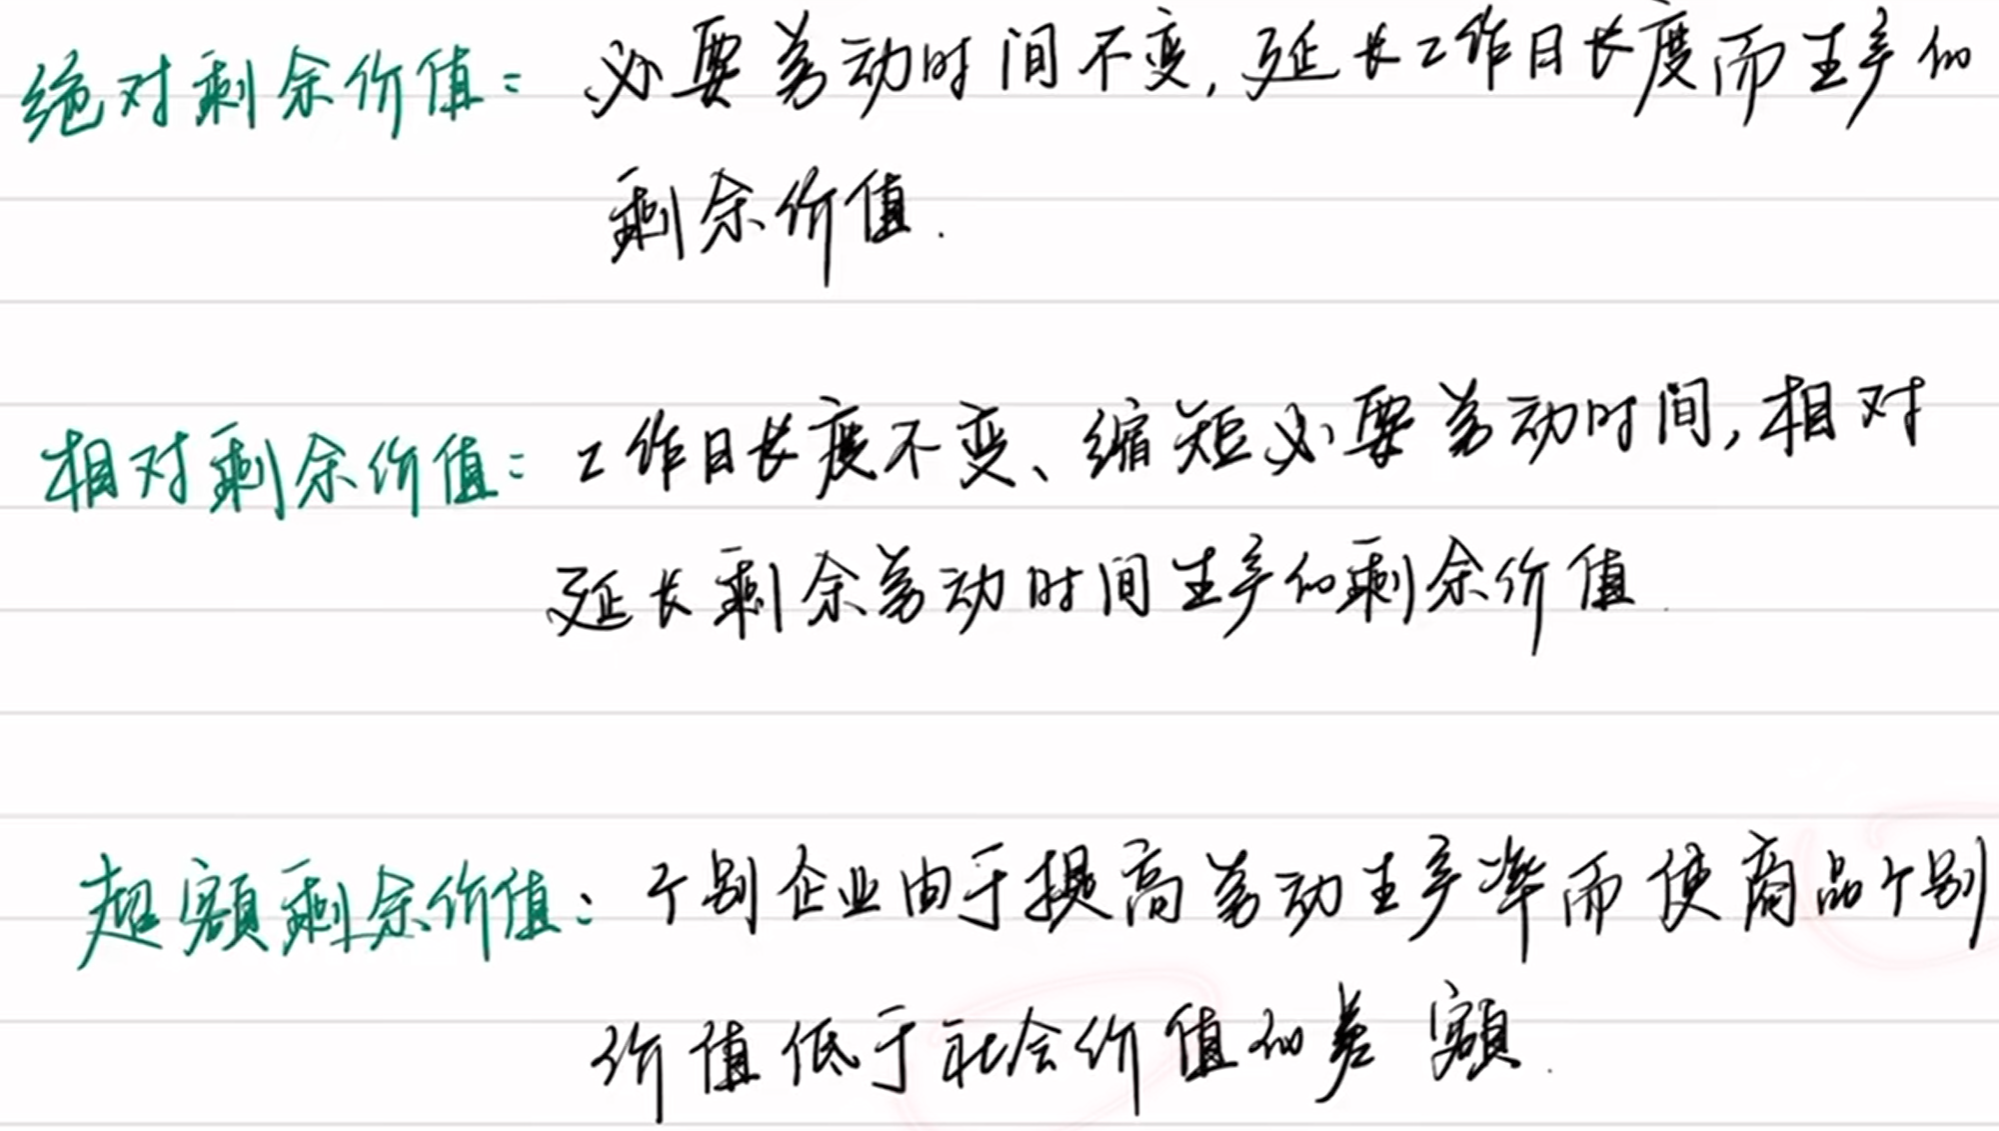 绝对剩余价值：必要劳动时间不变，延长工作日长度而生产的
剩余价值.
相对剩余价值：工作日长度不变、缩短必要劳动时间，相对
延长剩余劳动时间生产的剩余价值.
超额剩余价值：个别企业由于提高劳动生产率而使商品个别
价值低于社会价值的差额.